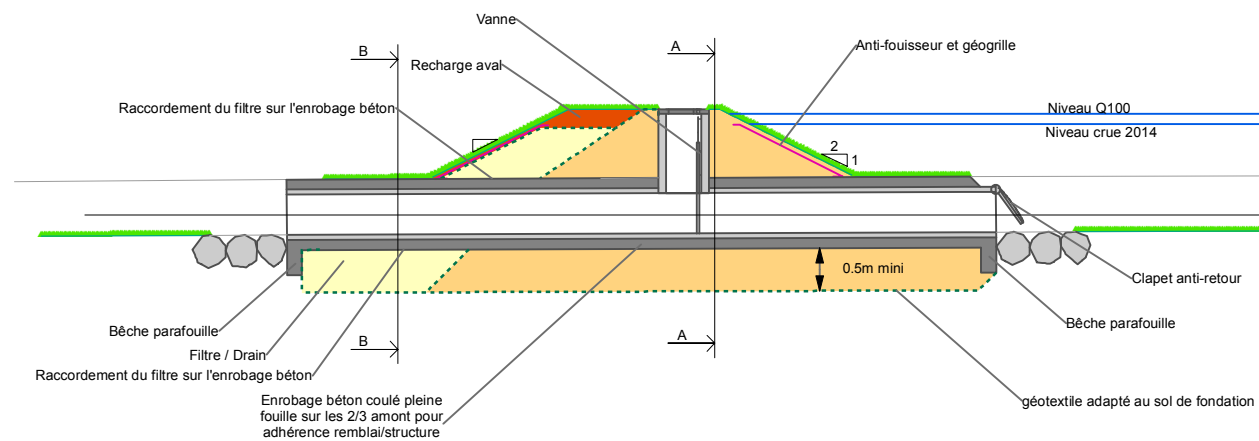 Vanne
B
A
Anti-fouisseur et géogrille
Recharge aval
Raccordement du filtre sur l'enrobage béton
Niveau Q100
Niveau crue 2014
2
1
0.5m mini
Clapet anti-retour
Bêche parafouille
Bêche parafouille
B
A
Filtre / Drain
Raccordement du filtre sur l'enrobage béton
Enrobage béton coulé pleine
fouille sur les 2/3 amont pour
adhérence remblai/structure
géotextile adapté au sol de fondation